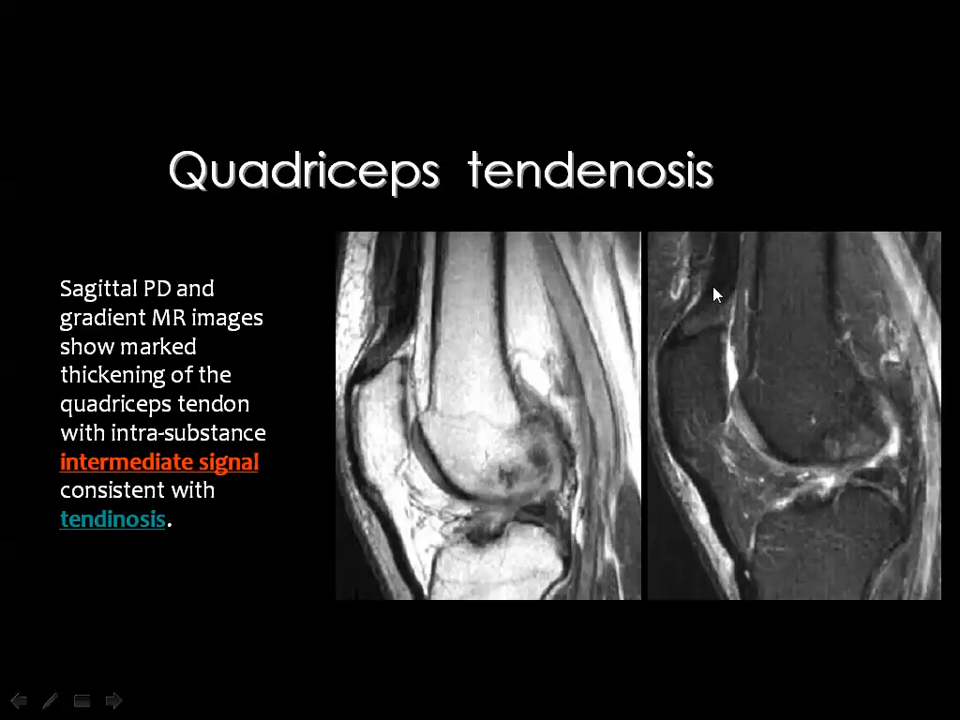 Quadriceps tendenosis
Sagittal PD and
gradient MR images
show marked
thickening of the
quadriceps tendon
with intra-substance
intermediate signal
consistent with
tendinosis.